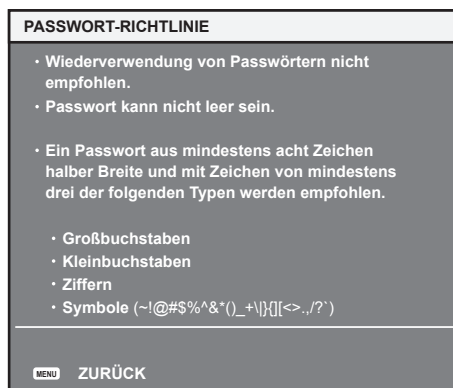 PASSWORT-RICHTLINIE
· Wiederverwendung von Passwörtern nicht
empfohlen.
· Passwort kann nicht leer sein.
· Ein Passwort aus mindestens acht Zeichen
halber Breite und mit Zeichen von mindestens
drei der folgenden Typen werden empfohlen.
· Großbuchstaben
· Kleinbuchstaben
· Ziffern
· Symbole (~!@#$%^&*()_+\|}{][<>.,/?`)
MENU ZURÜCK